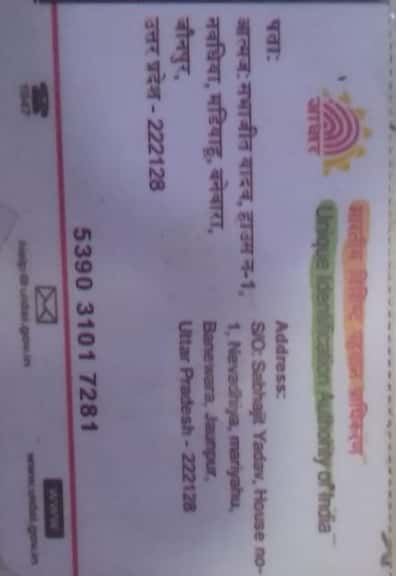 भारतीय विशिष्ट पहचान प्राधिकरण
Unique Identification Authority of India
आधार
पता:
आत्मज: सभाजीत यादव, हाउस न-1,
नवधिया, मडियाहू, बनेवारा,
जौनपुर,
उत्तर प्रदेश - 222128
Address:
S/O: Sabhajit Yadav, House no-
1, Nevadhiya, mariyahu,
Banewara, Jaunpur,
Uttar Pradesh - 222128
5390 3101 7281
1947
help@uidai.gov.in
www
www.uidai.gov.in